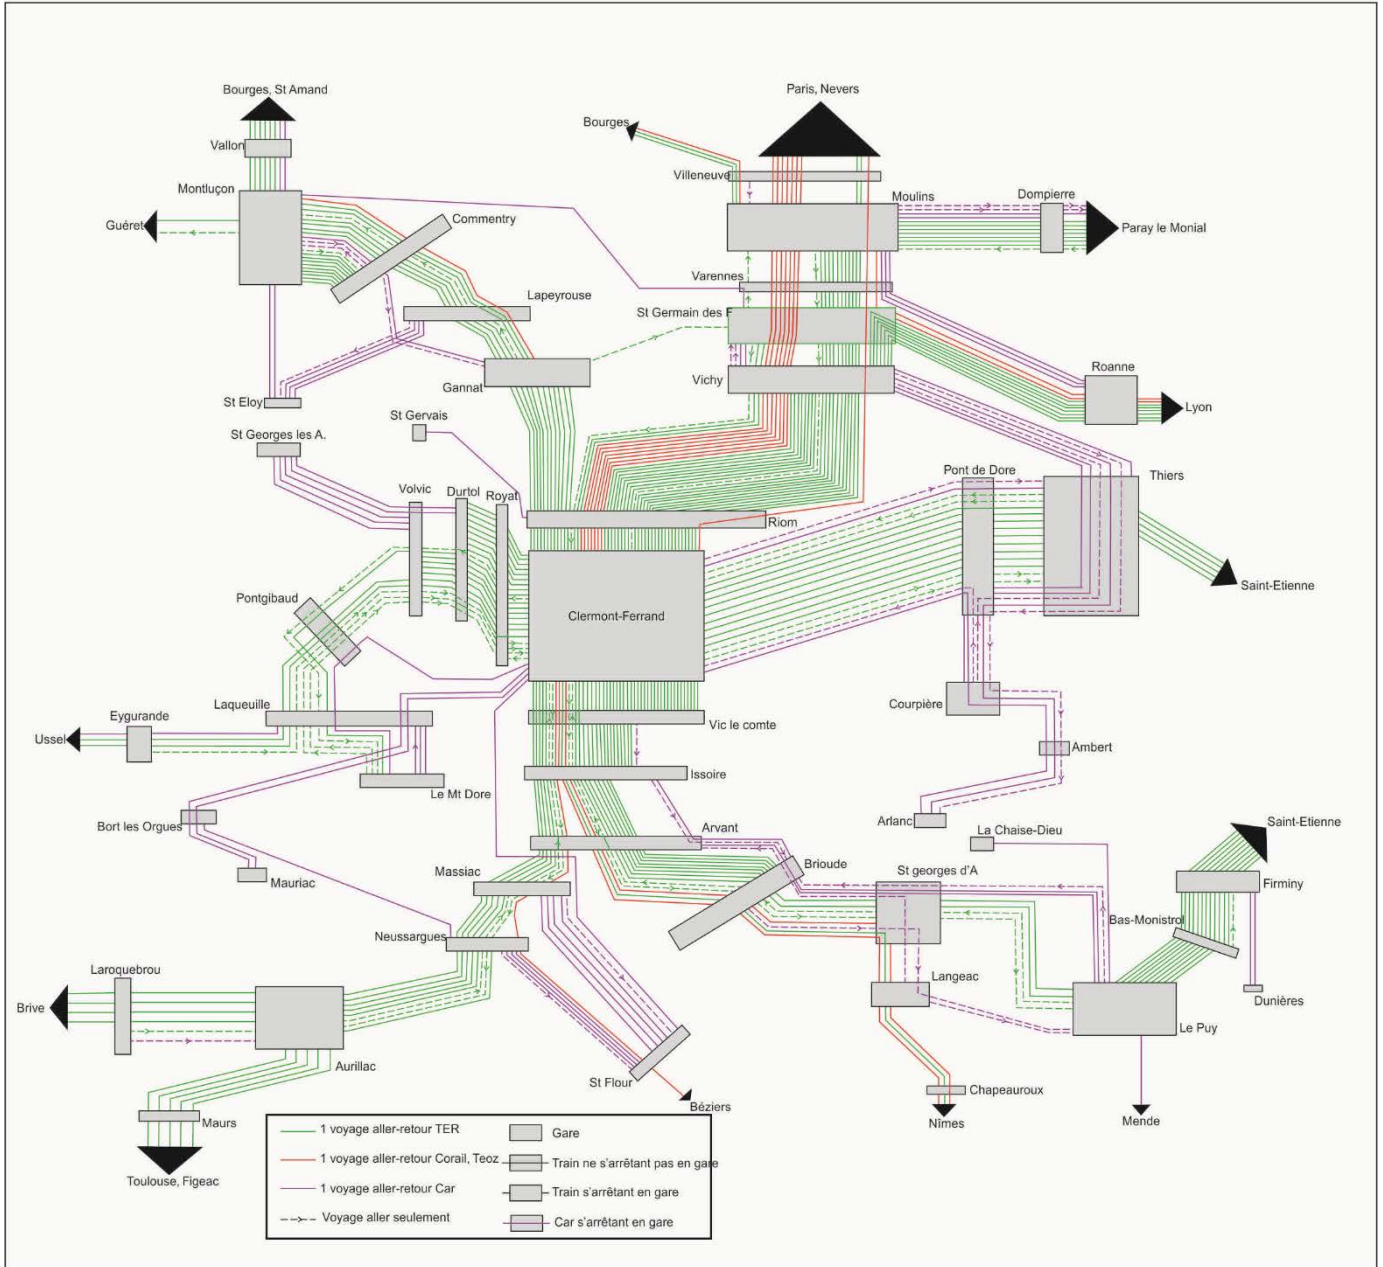 Bourges, St Amand
Paris, Nevers
Bourges
Vallon
Villeneuve
Montluçon
Moulins
Dompierre
Commentry
Guéret
Paray le Monial
Varennes
Lapeyrouse
St Germain des F
Roanne
Vichy
Gannat
St Eloy
Lyon
St Gervais
St Georges les A.
Pont de Dore
Thiers
Volvic
Durtol
Royat
Riom
Saint-Etienne
Pontgibaud
Clermont-Ferrand
Laqueuille
Courpière
Eygurande
Vic le comte
Ussel
Ambert
Issoire
Le Mt Dore
Bort les Orgues
Arlanc
Saint-Etienne
Arvant
La Chaise-Dieu
Brioude
Massiac
St georges d'A
Mauriac
Firminy
Bas-Monistrol
Neussargues
Laroquebrou
Langeac
Brive
Dunières
Le Puy
Aurillac
St Flour
Chapeauroux
Béziers
Maurs
Nîmes
Mende
Toulouse, Figeac
1 voyage aller-retour TER
Gare
1 voyage aller-retour Corail, Teoz
Train ne s'arrêtant pas en gare
1 voyage aller-retour Car
Train s'arrêtant en gare
Voyage aller seulement
Car s'arrêtant en gare